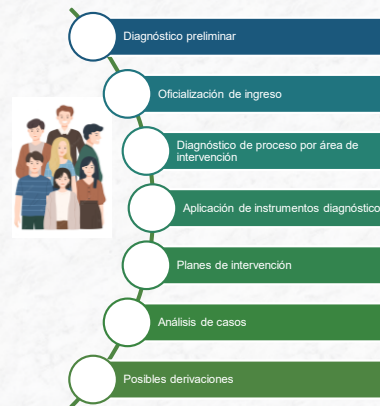 Diagnóstico preliminar
Oficialización de ingreso
Diagnóstico de proceso por área de
intervención
Aplicación de instrumentos diagnóstico
Planes de intervención
Análisis de casos
Posibles derivaciones